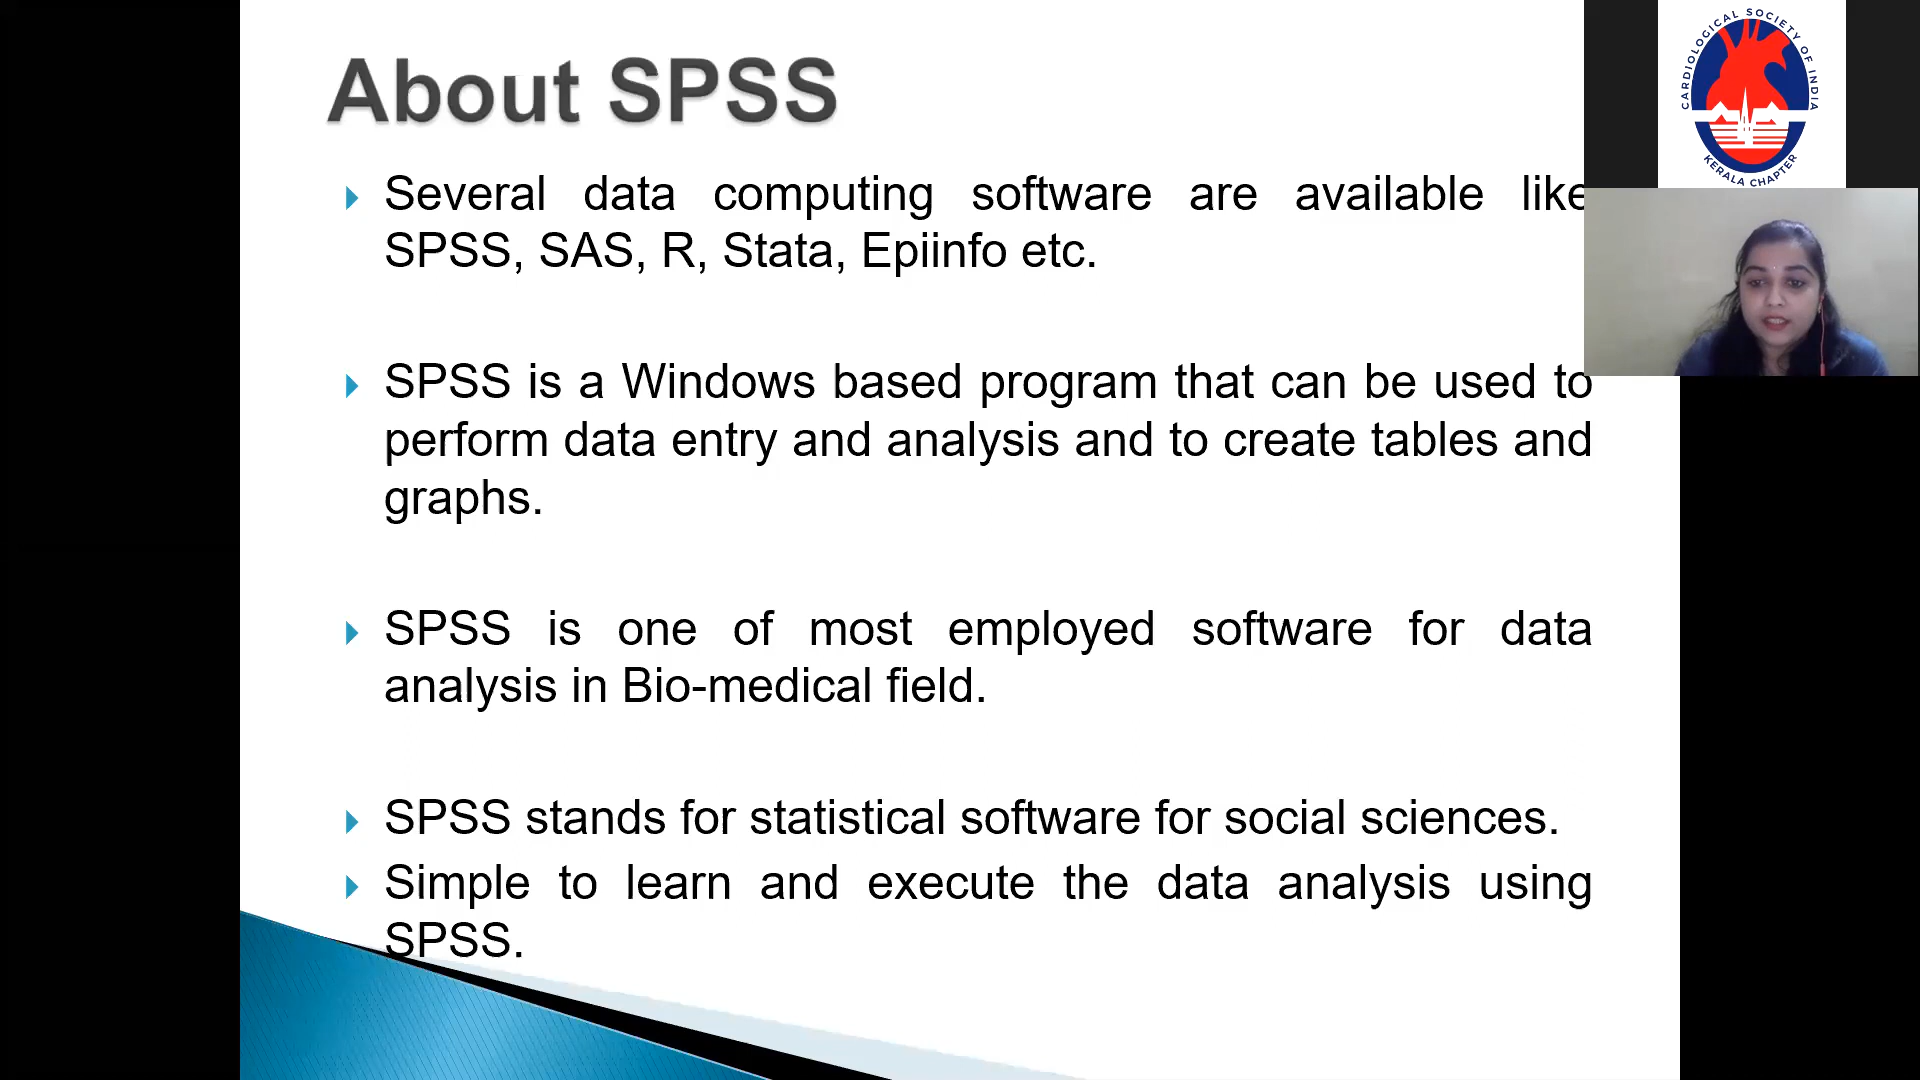 About SPSS
Several data computing software are available like
SPSS, SAS, R, Stata, Epiinfo etc.
SPSS is a Windows based program that can be used to
perform data entry and analysis and to create tables and
graphs.
SPSS is one of most employed software for data
analysis in Bio-medical field.
SPSS stands for statistical software for social sciences.
Simple to learn and execute the data analysis using
SPSS.
CARDIOLOGICAL SOCIETY OF INDIA
KERALA CHAPTER